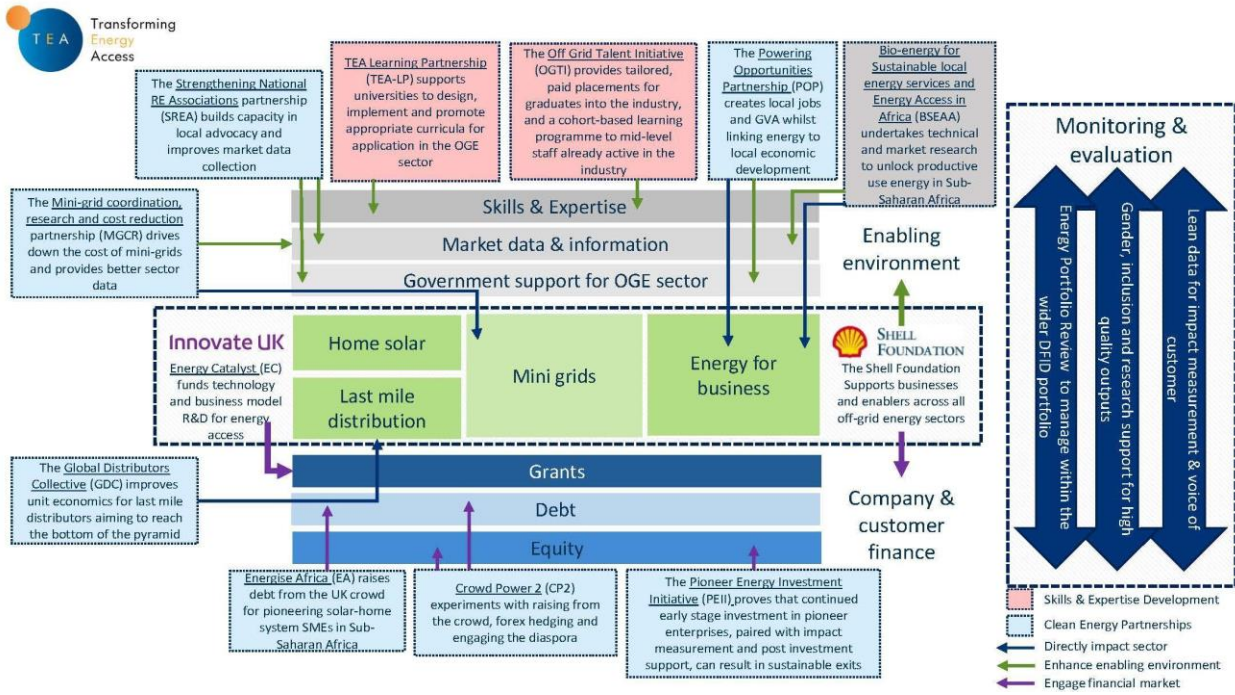 TEA
Transforming
Energy
Access
The Strengthening National
RE Associations partnership
(SREA) builds capacity in
local advocacy and
improves market data
collection
TEA Learning Partnership
(TEA-LP) supports
universities to design,
implement and promote
appropriate curricula for
application in the OGE
sector
The Off Grid Talent Initiative
(OGTI) provides tailored,
paid placements for
graduates into the industry,
and a cohort-based learning
programme to mid-level
staff already active in the
industry
The Powering
Opportunities
Partnership (POP)
creates local jobs
and GVA whilst
linking energy to
local economic
development
Bio-energy for
Sustainable local
energy services and
Energy Access in
Africa (BSEAA)
undertakes technical
and market research
to unlock productive
use energy in Sub-
Saharan Africa
The Mini-grid coordination,
research and cost reduction
partnership (MGCR) drives
down the cost of mini-grids
and provides better sector
data
Skills & Expertise
Market data & information
Government support for OGE sector
Enabling
environment
Innovate UK
Energy Catalyst (EC)
funds technology
and business model
R&D for energy
access
Home solar
Last mile
distribution
Mini grids
Energy for
business
SHELL
FOUNDATION
The Shell Foundation
Supports businesses
and enablers across all
off-grid energy sectors
The Global Distributors
Collective (GDC) improves
unit economics for last mile
distributors aiming to reach
the bottom of the pyramid
Grants
Debt
Equity
Company &
customer
finance
Energise Africa (EA) raises
debt from the UK crowd
for pioneering solar-home
system SMEs in Sub-
Saharan Africa
Crowd Power 2 (CP2)
experiments with raising from
the crowd, forex hedging and
engaging the diaspora
The Pioneer Energy Investment
Initiative (PEII) proves that continued
early stage investment in pioneer
enterprises, paired with impact
measurement and post investment
support, can result in sustainable exits
Monitoring &
evaluation
Energy Portfolio Review to manage within the
wider DFID portfolio
Gender, inclusion and research support for high
quality outputs
Lean data for impact measurement & voice of
customer
Skills & Expertise Development
Clean Energy Partnerships
Directly impact sector
Enhance enabling environment
Engage financial market